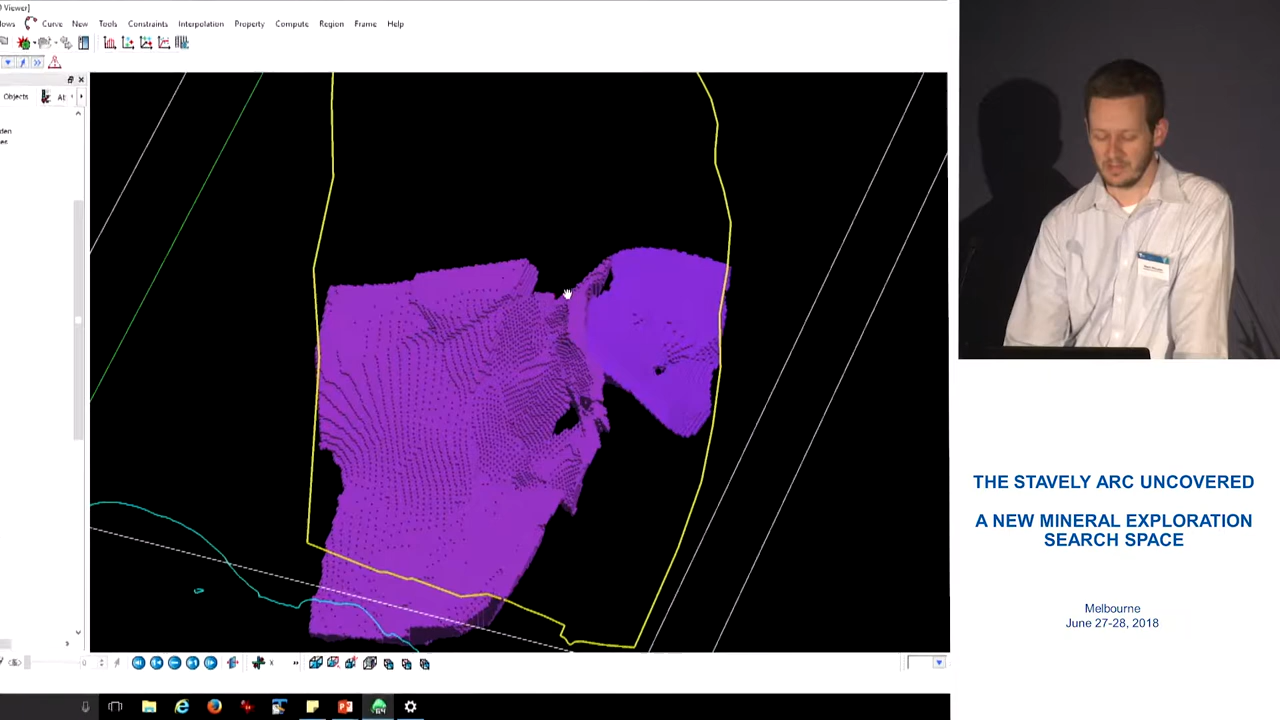 Viewer]
Curve New Tools Constraints Interpolation Property Compute Region Frame Help
Objects
THE STAVELY ARC UNCOVERED
A NEW MINERAL EXPLORATION
SEARCH SPACE
Melbourne
June 27-28, 2018